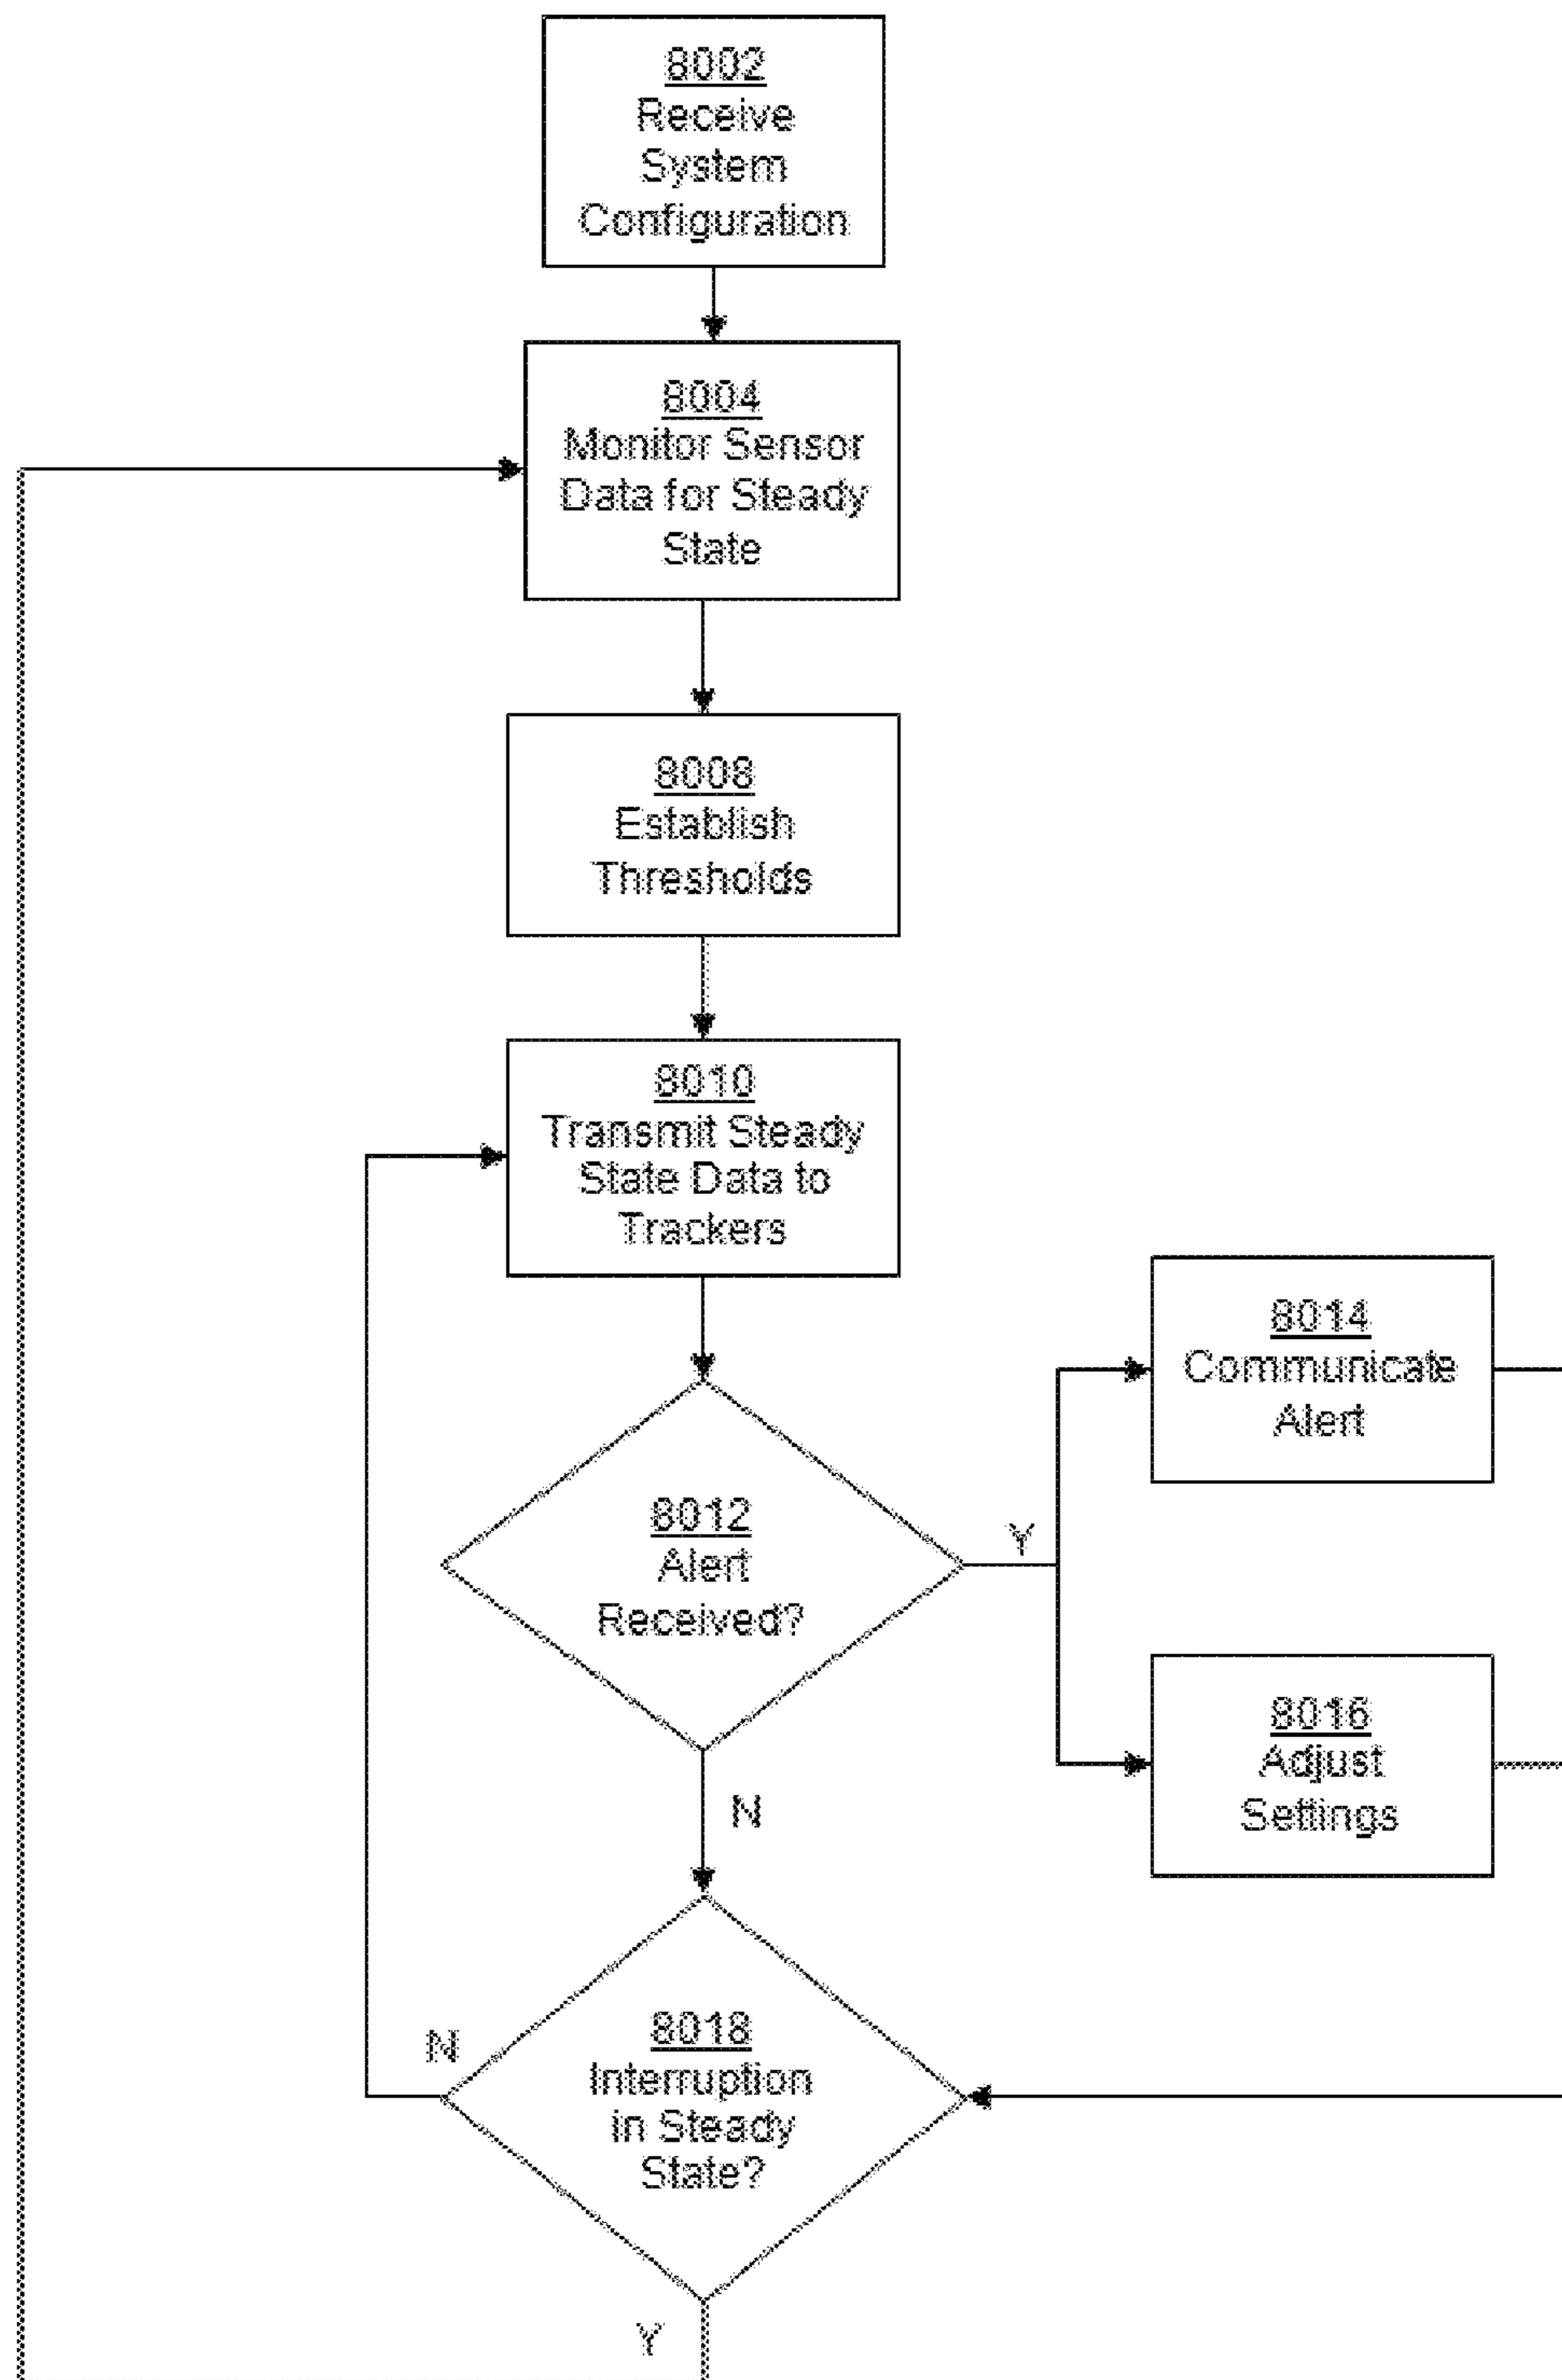 8002
Receive
System
Configuration
8004
Monitor Sensor
Data for Steady
State
8008
Establish
Thresholds
8010
Transmit Steady
State Data to
Trackers
8014
Communicate
Alert
8012
Alert
Received?
Y
8016
Adjust
Settings
N
N
8018
Interruption
in Steady
State?
Y